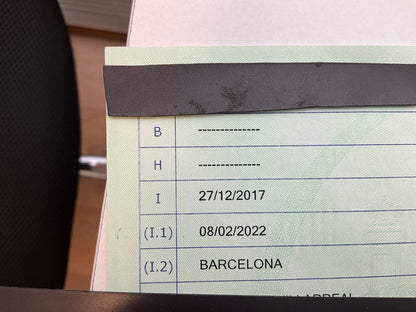 B --------------
H --------------
I 27/12/2017
(I.1) 08/02/2022
(I.2) BARCELONA